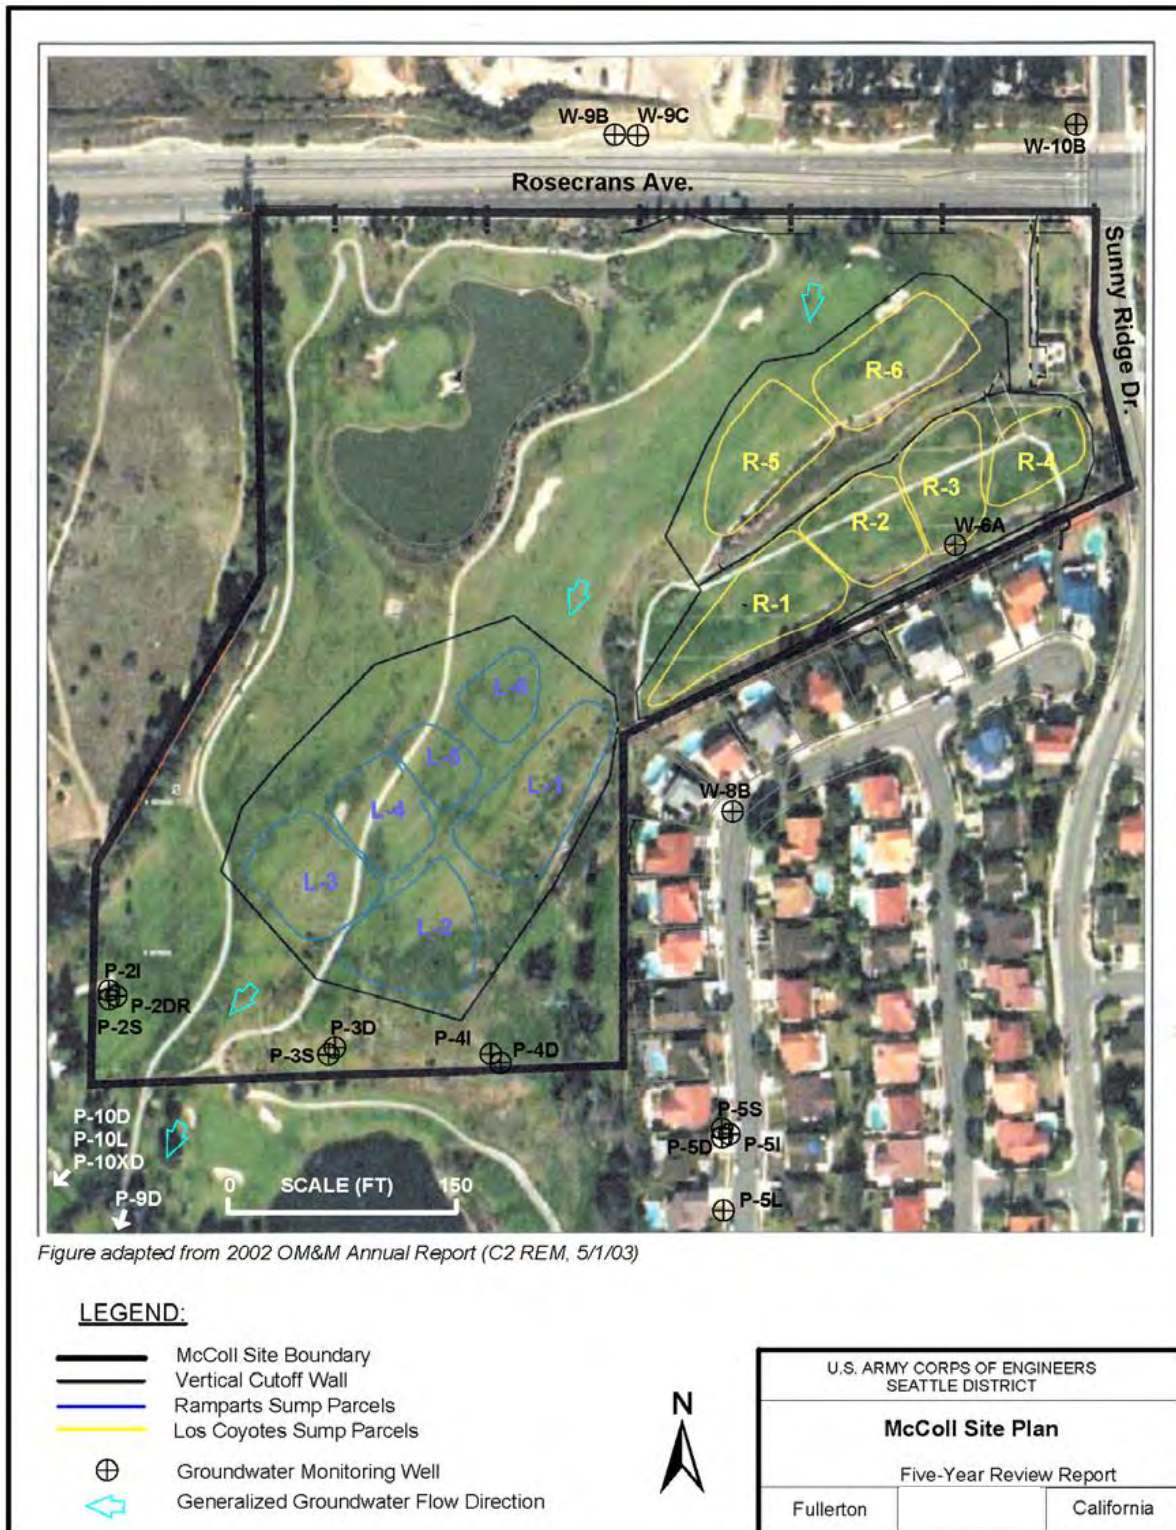 W-9B
W-9C
W-10B
Rosecrans Ave.
Sunny Ridge Dr.
R-6
R-5
R-4
R-3
R-2
W-6A
R-1
L-6
L-5
L-1
W-8B
L-4
L-3
L-2
P-2I
P-2DR
P-2S
P-3D
P-3S
P-4I
P-4D
P-5S
P-5D
P-5I
P-10D
P-10L
P-10XD
P-9D
P-5L
0 SCALE (FT) 150
Figure adapted from 2002 OM&M Annual Report (C2 REM, 5/1/03)
LEGEND:
McColl Site Boundary
Vertical Cutoff Wall
Ramparts Sump Parcels
Los Coyotes Sump Parcels
Groundwater Monitoring Well
Generalized Groundwater Flow Direction
N
U.S. ARMY CORPS OF ENGINEERS
SEATTLE DISTRICT
McColl Site Plan
Five-Year Review Report
Fullerton
California